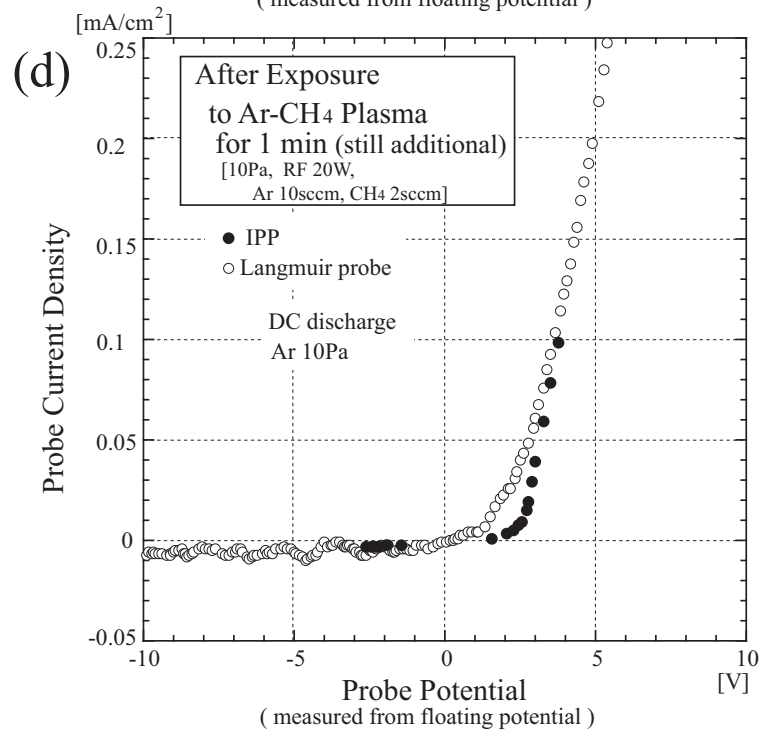 ( measured from floating potential )
[mA/cm²]
(d)
0.25
After Exposure
to Ar-CH₄ Plasma
for 1 min (still additional)
[10Pa, RF 20W,
Ar 10sccm, CH₄ 2sccm]
0.2
IPP
Langmuir probe
0.15
DC discharge
Ar 10Pa
0.1
0.05
0
-0.05
Probe Current Density
-10
-5
0
5
10
Probe Potential
[V]
( measured from floating potential )